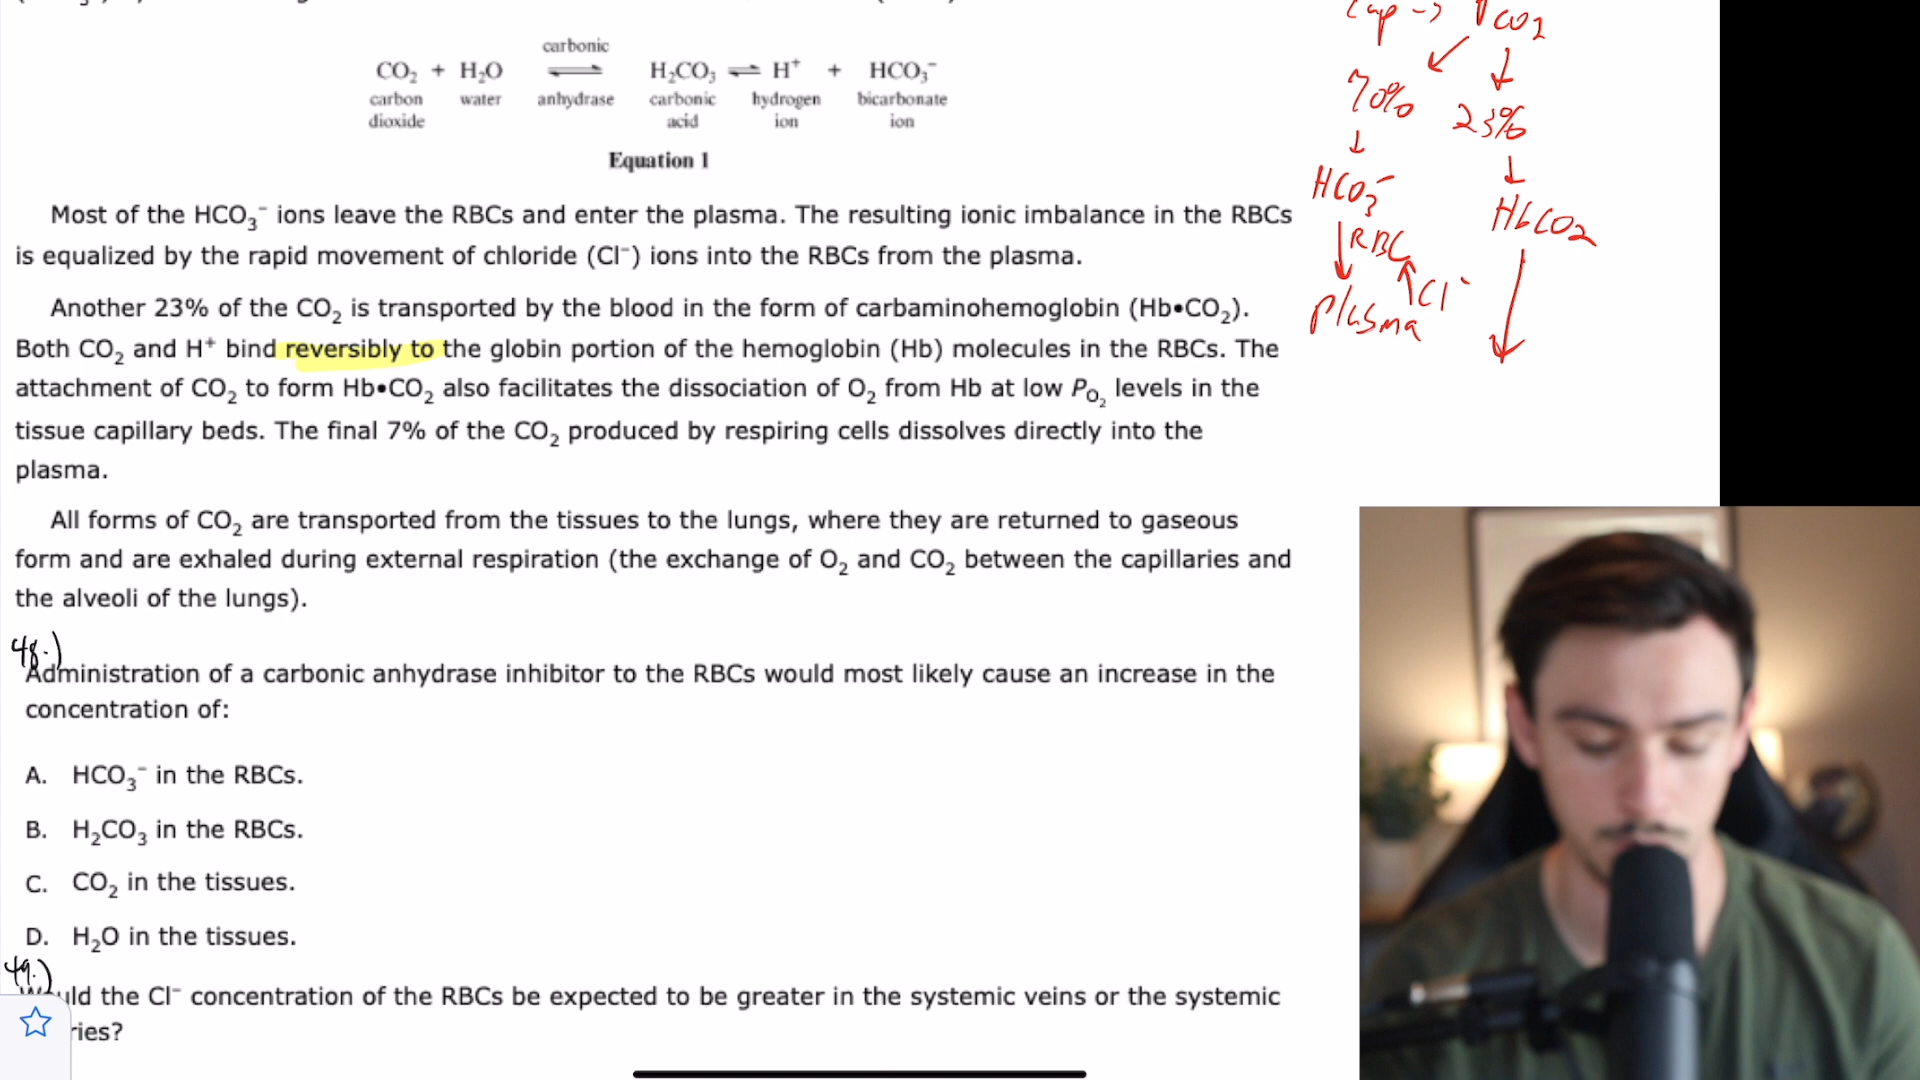 cap -> PCO2
carbonic
CO₂ + H₂O ⇌ H₂CO₃ ⇌ H⁺ + HCO₃⁻
carbon water anhydrase carbonic hydrogen bicarbonate
dioxide acid ion ion
Equation 1
Most of the HCO₃⁻ ions leave the RBCs and enter the plasma. The resulting ionic imbalance in the RBCs
is equalized by the rapid movement of chloride (Cl⁻) ions into the RBCs from the plasma.
Another 23% of the CO₂ is transported by the blood in the form of carbaminohemoglobin (Hb•CO₂).
Both CO₂ and H⁺ bind reversibly to the globin portion of the hemoglobin (Hb) molecules in the RBCs. The
attachment of CO₂ to form Hb•CO₂ also facilitates the dissociation of O₂ from Hb at low P_O₂ levels in the
tissue capillary beds. The final 7% of the CO₂ produced by respiring cells dissolves directly into the
plasma.
All forms of CO₂ are transported from the tissues to the lungs, where they are returned to gaseous
form and are exhaled during external respiration (the exchange of O₂ and CO₂ between the capillaries and
the alveoli of the lungs).
48.)
Administration of a carbonic anhydrase inhibitor to the RBCs would most likely cause an increase in the
concentration of:
A. HCO₃⁻ in the RBCs.
B. H₂CO₃ in the RBCs.
C. CO₂ in the tissues.
D. H₂O in the tissues.
49.)
uld the Cl⁻ concentration of the RBCs be expected to be greater in the systemic veins or the systemic
ries?
70%
23%
HCO3⁻
HbCO2
RBC
Cl⁻
Plasma